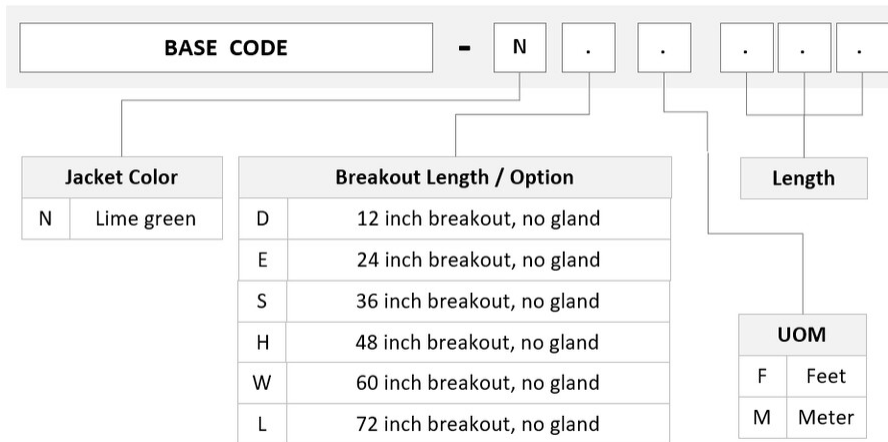 BASE CODE - N . . . . .
Jacket Color
N Lime green
Breakout Length / Option
D 12 inch breakout, no gland
E 24 inch breakout, no gland
S 36 inch breakout, no gland
H 48 inch breakout, no gland
W 60 inch breakout, no gland
L 72 inch breakout, no gland
Length
UOM
F Feet
M Meter